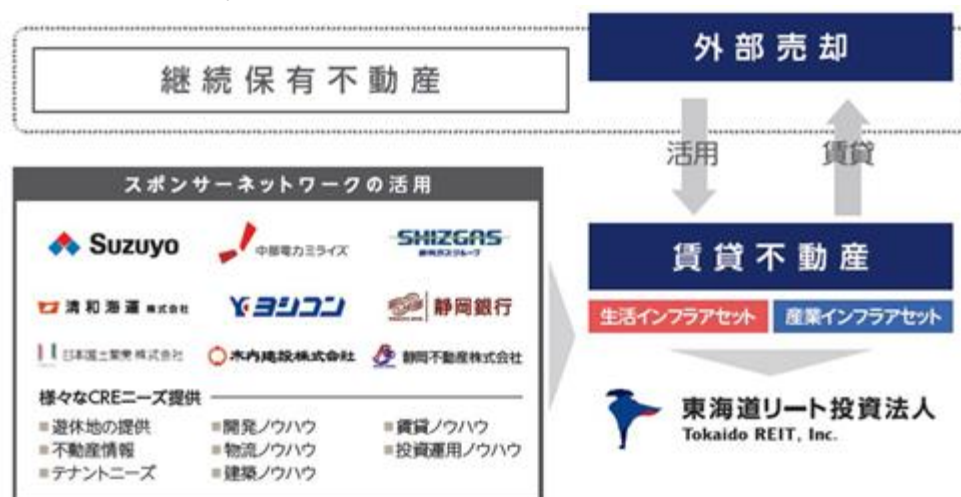 継続保有不動産
外部売却
活用
賃貸
スポンサーネットワークの活用
Suzuyo
中部電力ミライズ
SHIZGAS
静岡ガスグループ
清和海運 株式会社
ヨシコン
静岡銀行
日本国土開発株式会社
木内建設株式会社
静岡不動産株式会社
賃貸不動産
生活インフラアセット
産業インフラアセット
様々なCREニーズ提供
■遊休地の提供
■開発ノウハウ
■賃貸ノウハウ
■不動産情報
■物流ノウハウ
■投資運用ノウハウ
■テナントニーズ
■建築ノウハウ
東海道リート投資法人
Tokaido REIT, Inc.